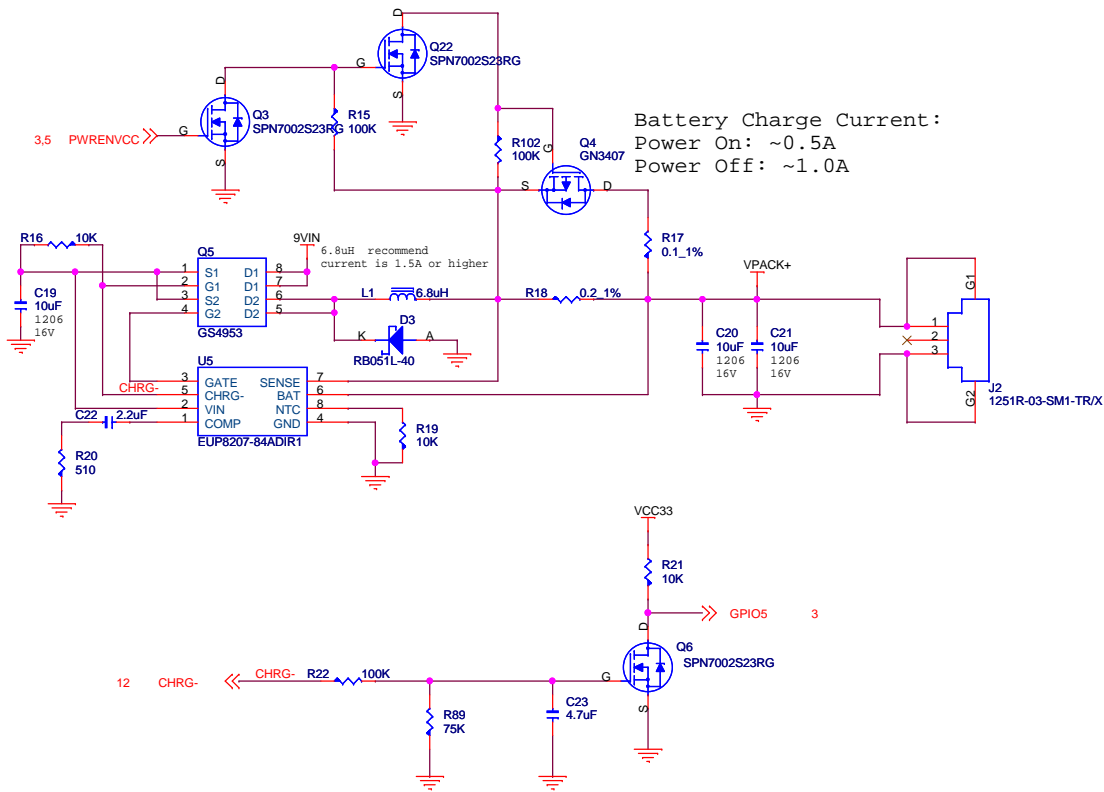 D
Q22
SPN7002S23RG
G
S
D
Q3
SPN7002S23RG
G
S
3,5 PWRENVCC
R15
100K
R102
100K
Q4
GN3407
G
S
D
Battery Charge Current:
Power On: ~0.5A
Power Off: ~1.0A
R17
0.1_1%
R16 10K
Q5
1 S1 D1 8
2 G1 D1 7
3 S2 D2 6
4 G2 D2 5
GS4953
9VIN
6.8uH recommend
current is 1.5A or higher
C19
10uF
1206
16V
L1 6.8uH
R18 0.2_1%
D3
K A
RB051L-40
VPACK+
C20
10uF
1206
16V
C21
10uF
1206
16V
G1
1
2
3
G2
J2
1251R-03-SM1-TR/X
U5
3 GATE SENSE 7
CHRG- 5 CHRG- BAT 6
2 VIN NTC 8
1 COMP GND 4
EUP8207-84ADIR1
C22 2.2uF
R20
510
R19
10K
VCC33
R21
10K
GPIO5 3
D
Q6
SPN7002S23RG
G
S
12 CHRG-
CHRG- R22 100K
R89
75K
C23
4.7uF